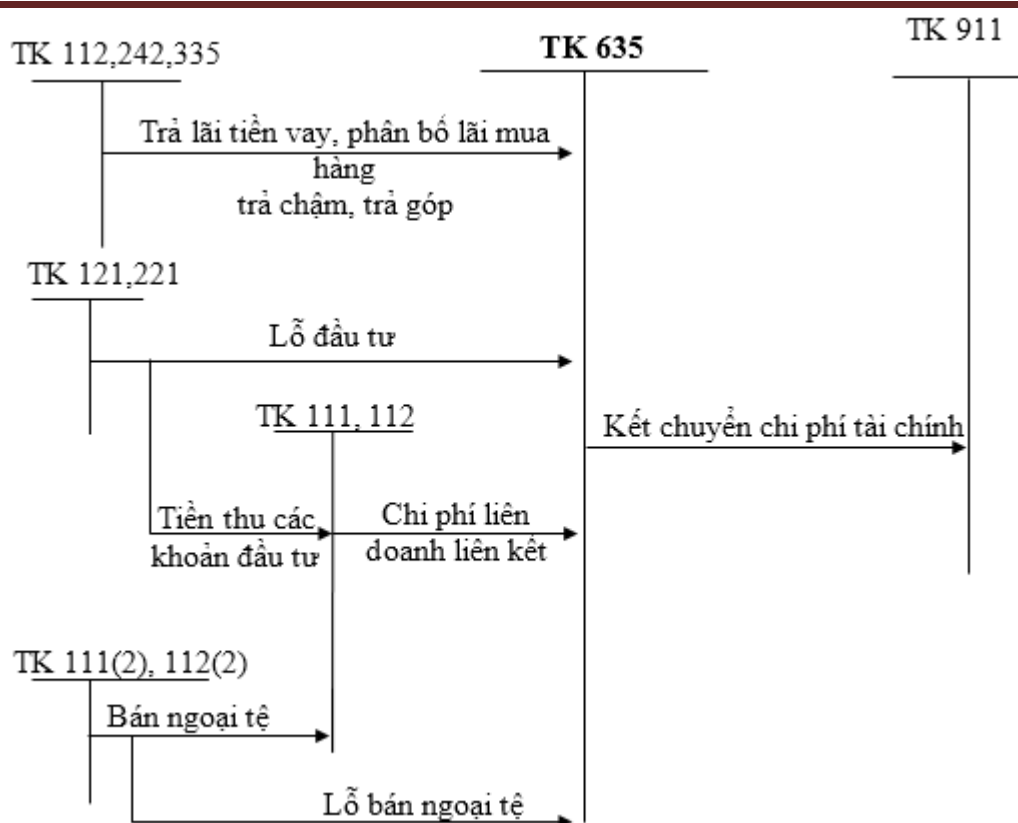 TK 112,242,335
TK 635
TK 911
Trả lãi tiền vay, phân bổ lãi mua
hàng
trả chậm, trả góp
TK 121,221
Lỗ đầu tư
TK 111, 112
Kết chuyển chi phí tài chính
Tiền thu các
khoản đầu tư
Chi phí liên
doanh liên kết
TK 111(2), 112(2)
Bán ngoại tệ
Lỗ bán ngoại tệ